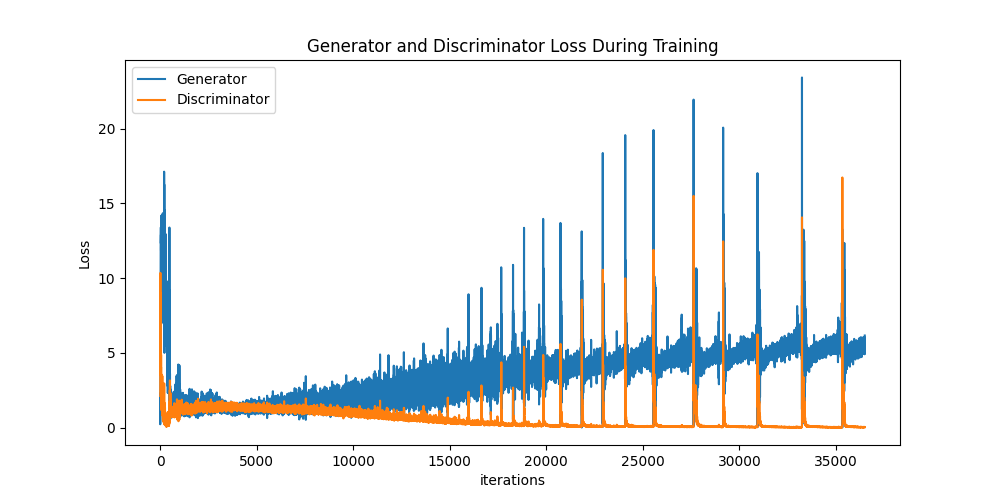 Generator and Discriminator Loss During Training
Generator
Discriminator
Loss
20
15
10
5
0
0 5000 10000 15000 20000 25000 30000 35000
iterations